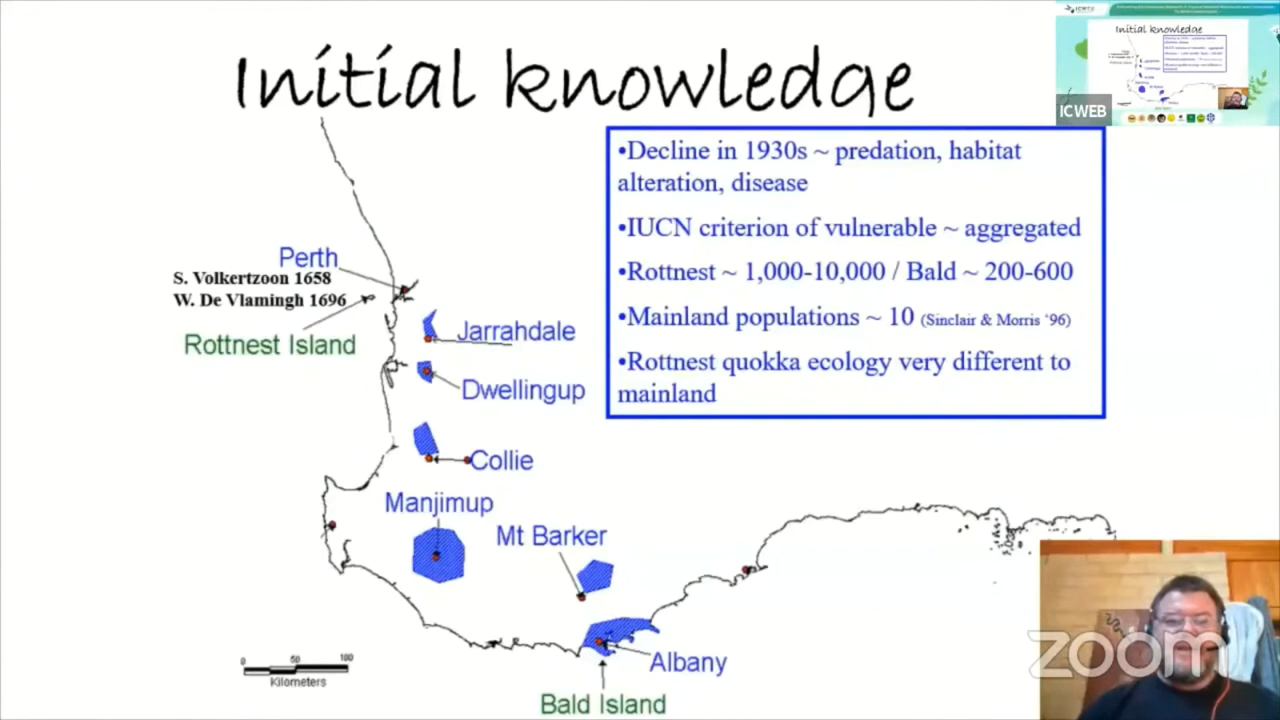 Initial knowledge
•Decline in 1930s ~ predation, habitat
alteration, disease
•IUCN criterion of vulnerable ~ aggregated
•Rottnest ~ 1,000-10,000 / Bald ~ 200-600
•Mainland populations ~ 10 (Sinclair & Morris ‘96)
•Rottnest quokka ecology very different to
mainland
Perth
S. Volkertzoon 1658
W. De Vlamingh 1696
Rottnest Island
Jarrahdale
Dwellingup
Collie
Manjimup
Mt Barker
Albany
Bald Island
0 50 100
Kilometers
ICWEB
Initial knowledge
ICWEB
zoom